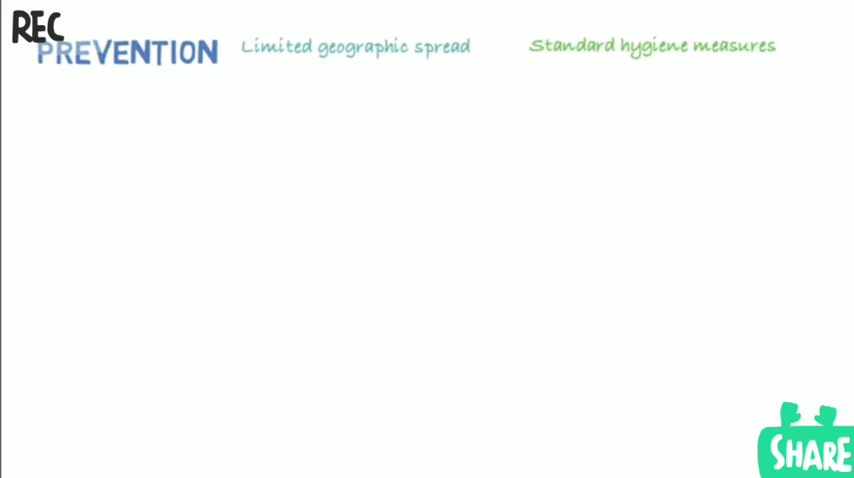 REC
PREVENTION Limited geographic spread Standard hygiene measures
SHARE